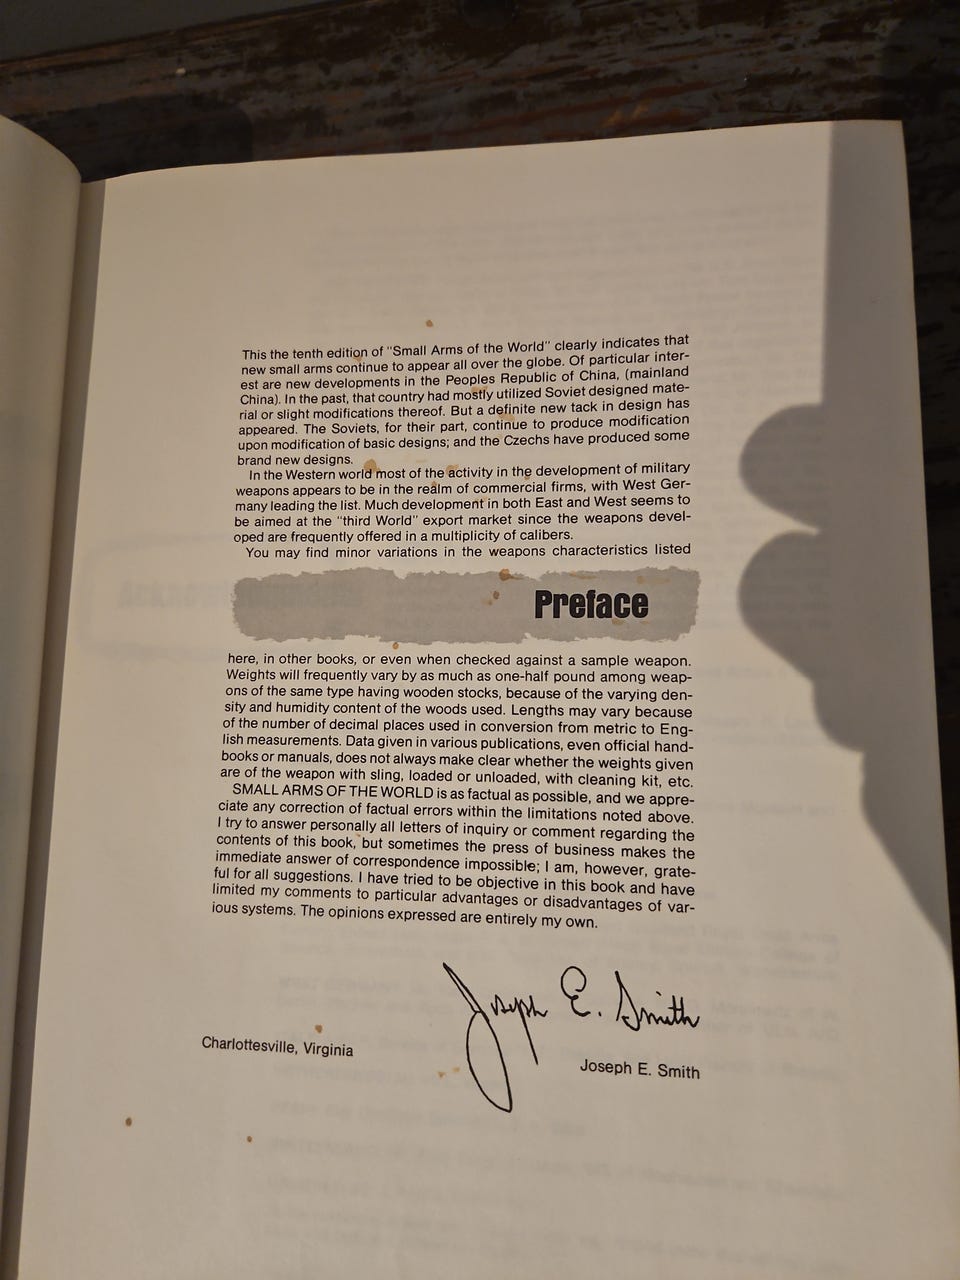 This the tenth edition of "Small Arms of the World" clearly indicates that
new small arms continue to appear all over the globe. Of particular inter-
est are new developments in the Peoples Republic of China, (mainland
China). In the past, that country had mostly utilized Soviet designed mate-
rial or slight modifications thereof. But a definite new tack in design has
appeared. The Soviets, for their part, continue to produce modification
upon modification of basic designs; and the Czechs have produced some
brand new designs.
In the Western world most of the activity in the development of military
weapons appears to be in the realm of commercial firms, with West Ger-
many leading the list. Much development in both East and West seems to
be aimed at the "third World" export market since the weapons devel-
oped are frequently offered in a multiplicity of calibers.
You may find minor variations in the weapons characteristics listed
Preface
here, in other books, or even when checked against a sample weapon.
Weights will frequently vary by as much as one-half pound among weap-
ons of the same type having wooden stocks, because of the varying den-
sity and humidity content of the woods used. Lengths may vary because
of the number of decimal places used in conversion from metric to Eng-
lish measurements. Data given in various publications, even official hand-
books or manuals, does not always make clear whether the weights given
are of the weapon with sling, loaded or unloaded, with cleaning kit, etc.
SMALL ARMS OF THE WORLD is as factual as possible, and we appre-
ciate any correction of factual errors within the limitations noted above.
I try to answer personally all letters of inquiry or comment regarding the
contents of this book, but sometimes the press of business makes the
immediate answer of correspondence impossible; I am, however, grate-
ful for all suggestions. I have tried to be objective in this book and have
limited my comments to particular advantages or disadvantages of var-
ious systems. The opinions expressed are entirely my own.
Joseph E. Smith
Charlottesville, Virginia
Joseph E. Smith